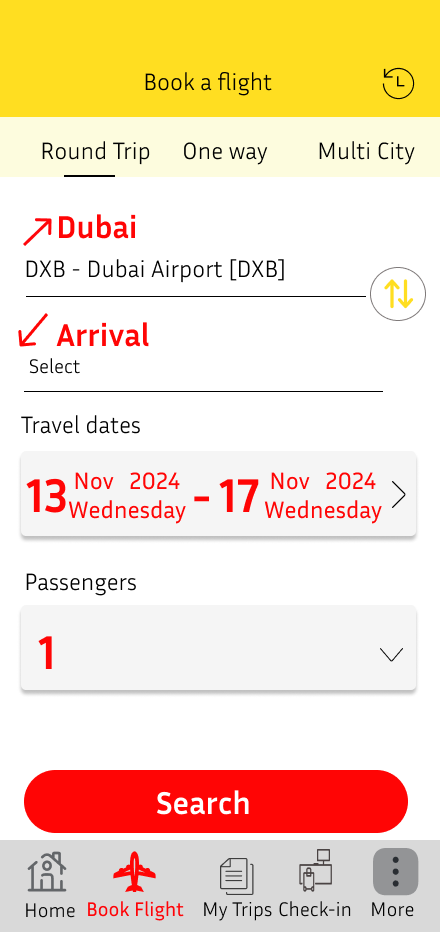 Book a flight
Round Trip One way Multi City
Dubai
DXB - Dubai Airport [DXB]
Arrival
Select
Travel dates
13 Nov 2024 Wednesday - 17 Nov 2024 Wednesday
Passengers
1
Search
Home Book Flight My Trips Check-in More